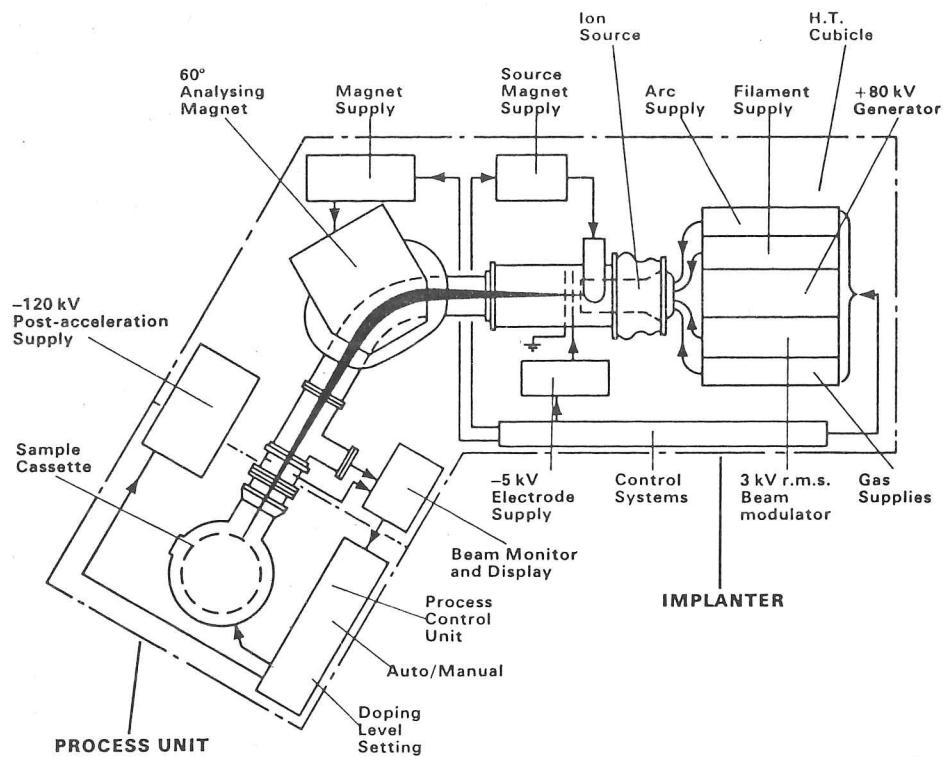 Ion
Source
H.T.
Cubicle
60°
Analysing
Magnet
Magnet
Supply
Source
Magnet
Supply
Arc
Supply
Filament
Supply
+80 kV
Generator
−120 kV
Post-acceleration
Supply
Sample
Cassette
−5 kV
Electrode
Supply
Control
Systems
3 kV r.m.s.
Beam
modulator
Gas
Supplies
Beam Monitor
and Display
IMPLANTER
Process
Control
Unit
Auto/Manual
Doping
Level
Setting
PROCESS UNIT